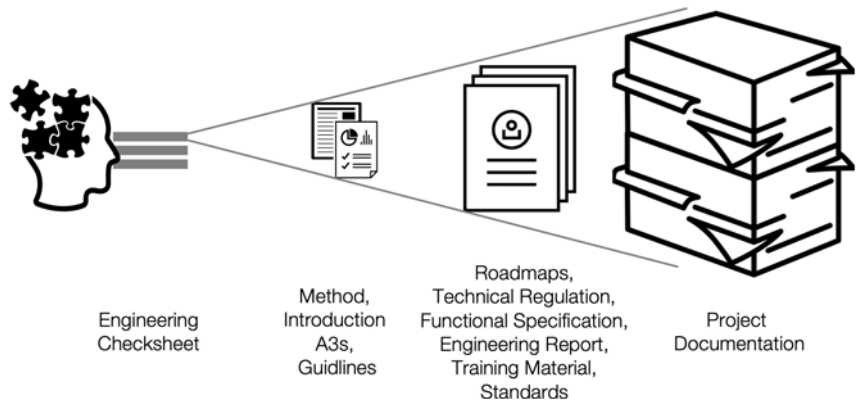 Engineering
Checksheet
Method,
Introduction
A3s,
Guidlines
Roadmaps,
Technical Regulation,
Functional Specification,
Engineering Report,
Training Material,
Standards
Project
Documentation